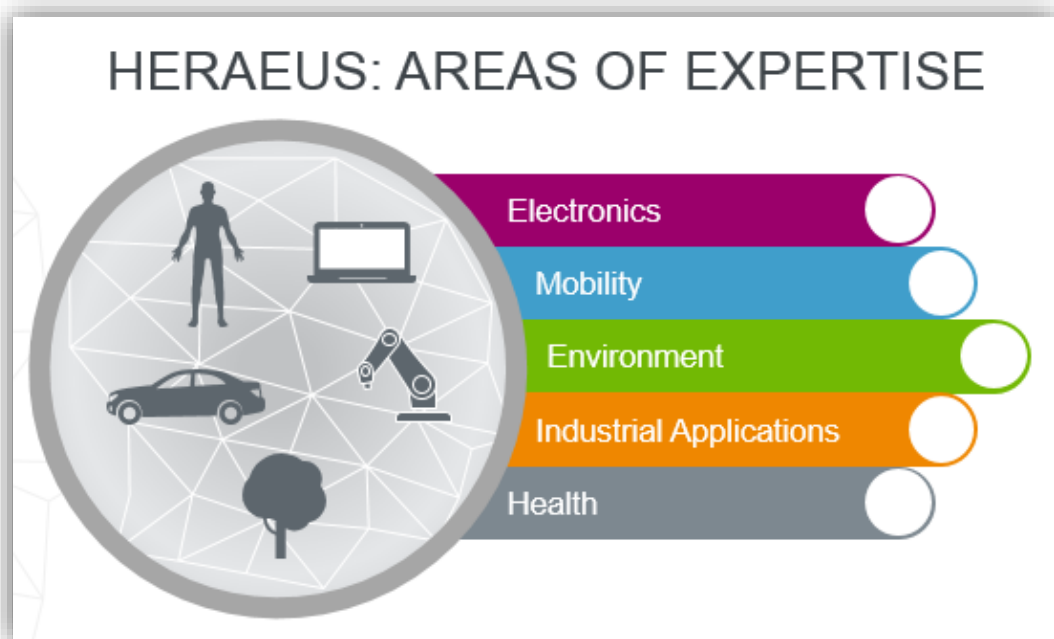 HERAEUS: AREAS OF EXPERTISE
Electronics
Mobility
Environment
Industrial Applications
Health